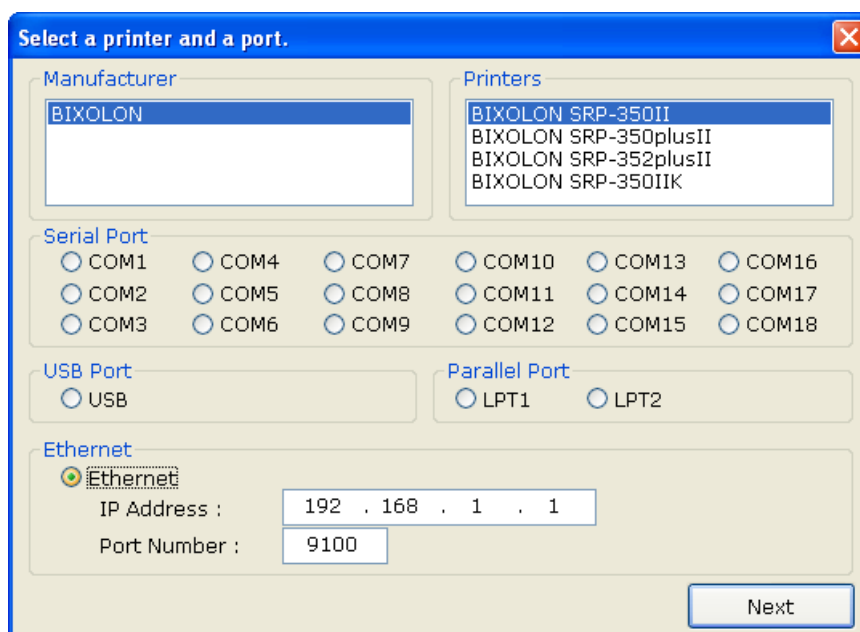 Select a printer and a port.
Manufacturer
BIXOLON
Printers
BIXOLON SRP-350II
BIXOLON SRP-350plusII
BIXOLON SRP-352plusII
BIXOLON SRP-350IIK
Serial Port
COM1 COM4 COM7 COM10 COM13 COM16
COM2 COM5 COM8 COM11 COM14 COM17
COM3 COM6 COM9 COM12 COM15 COM18
USB Port
USB
Parallel Port
LPT1 LPT2
Ethernet
Ethernet
IP Address : 192 . 168 . 1 . 1
Port Number : 9100
Next